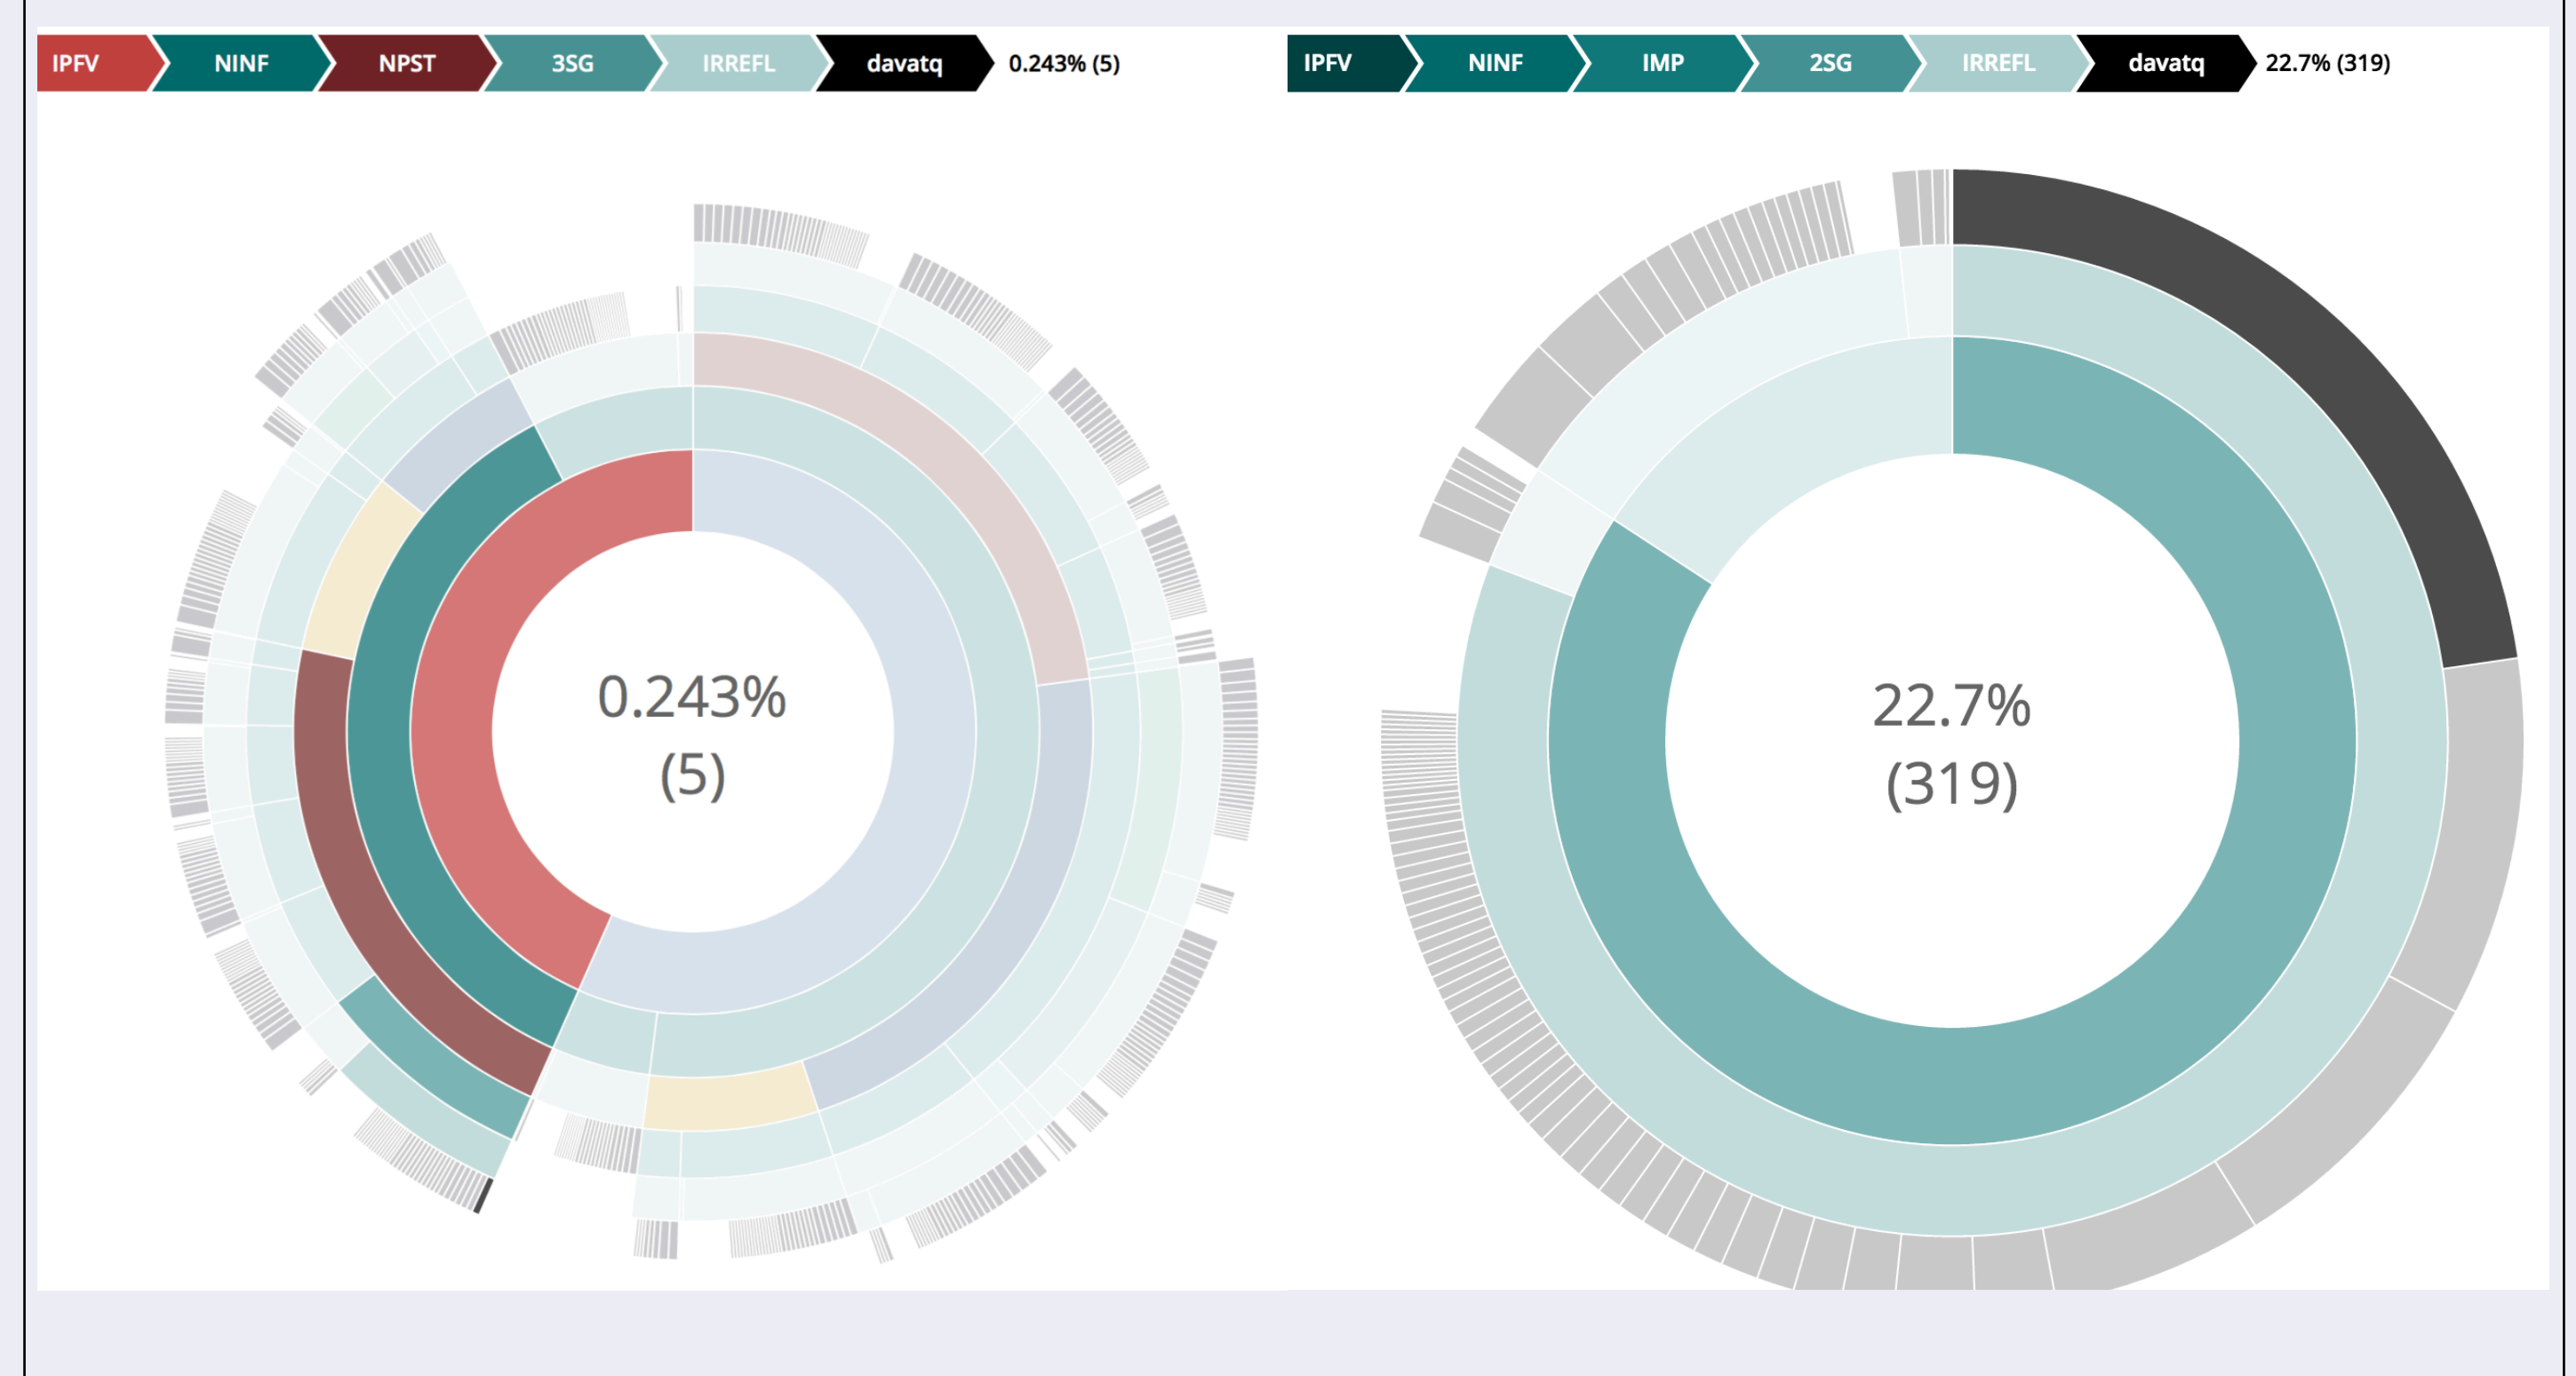 IPFV NINF NPST 3SG IRREFL davatq 0.243% (5)
0.243%
(5)
IPFV NINF IMP 2SG IRREFL davatq 22.7% (319)
22.7%
(319)